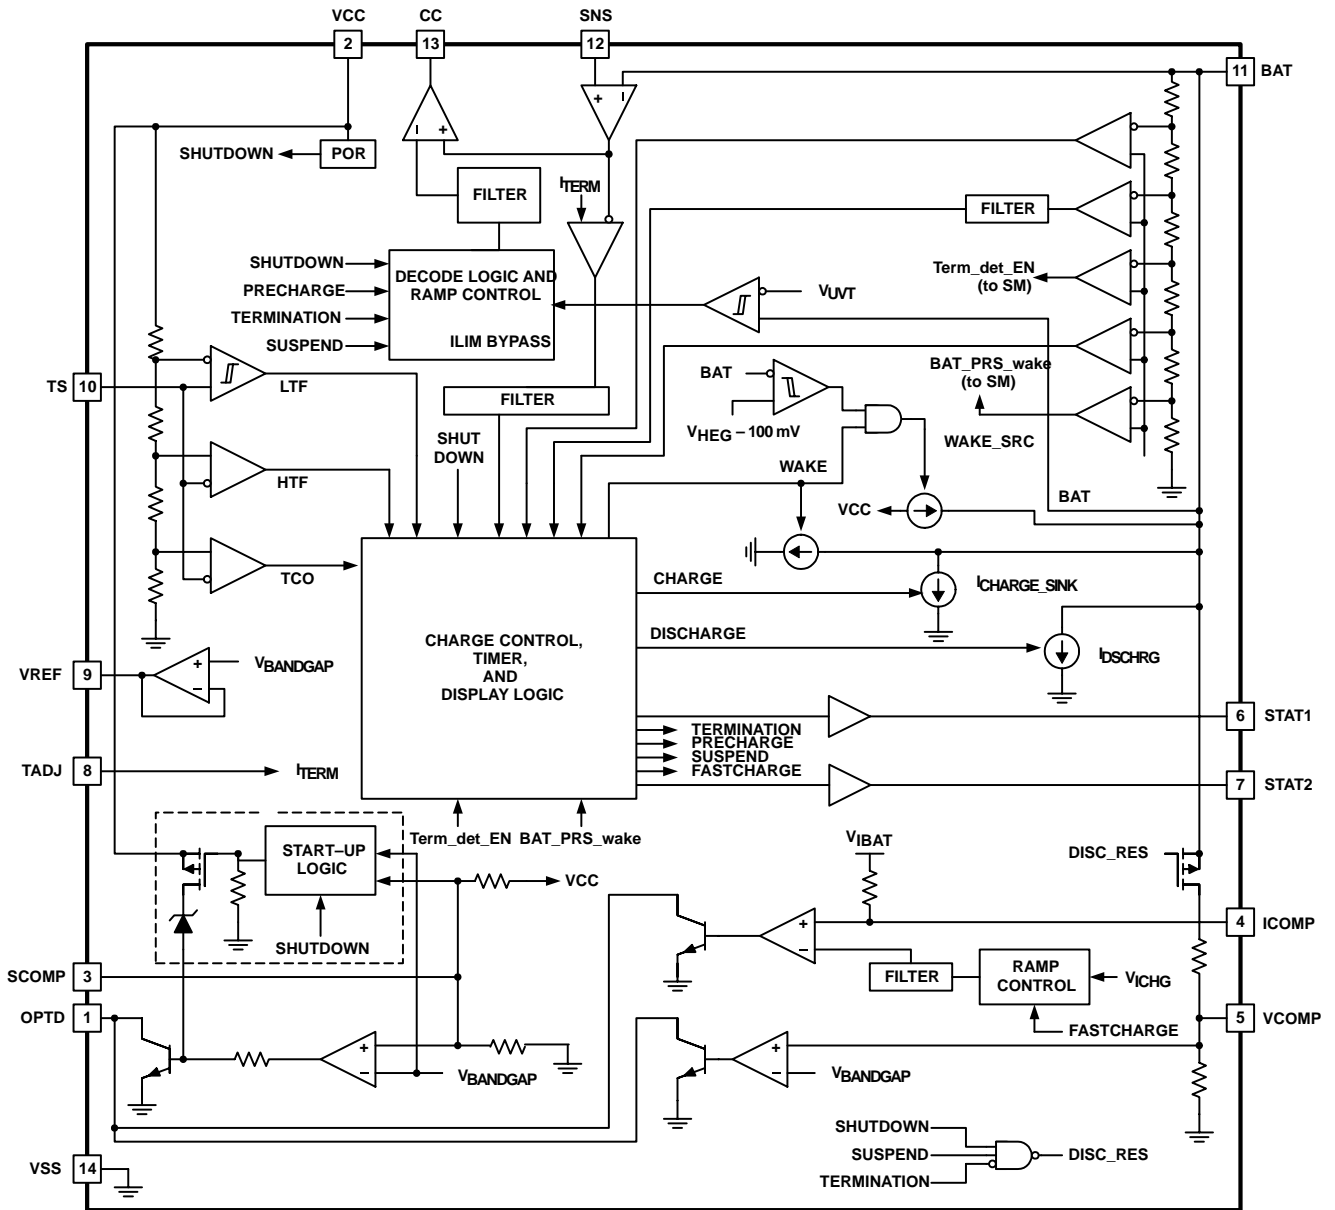 VCC
CC
SNS
2
13
12
11
BAT
+
–
–
+
SHUTDOWN
POR
FILTER
ITERM
FILTER
SHUTDOWN
PRECHARGE
TERMINATION
SUSPEND
DECODE LOGIC AND
RAMP CONTROL
ILIM BYPASS
VUVT
Term_det_EN
(to SM)
TS
10
LTF
FILTER
BAT
VHEG – 100 mV
BAT_PRS_wake
(to SM)
WAKE_SRC
SHUT
DOWN
WAKE
HTF
VCC
BAT
TCO
CHARGE
ICHARGE_SINK
CHARGE CONTROL,
TIMER,
AND
DISPLAY LOGIC
DISCHARGE
IDSCHRG
VREF
9
+
–
VBANDGAP
TERMINATION
PRECHARGE
SUSPEND
FASTCHARGE
6
STAT1
TADJ
8
ITERM
7
STAT2
Term_det_EN
BAT_PRS_wake
START–UP
LOGIC
SHUTDOWN
VCC
VIBAT
DISC_RES
+
–
4
ICOMP
FILTER
RAMP
CONTROL
VICHG
FASTCHARGE
SCOMP
3
OPTD
1
5
VCOMP
+
–
VBANDGAP
+
–
VBANDGAP
SHUTDOWN
SUSPEND
TERMINATION
DISC_RES
VSS
14